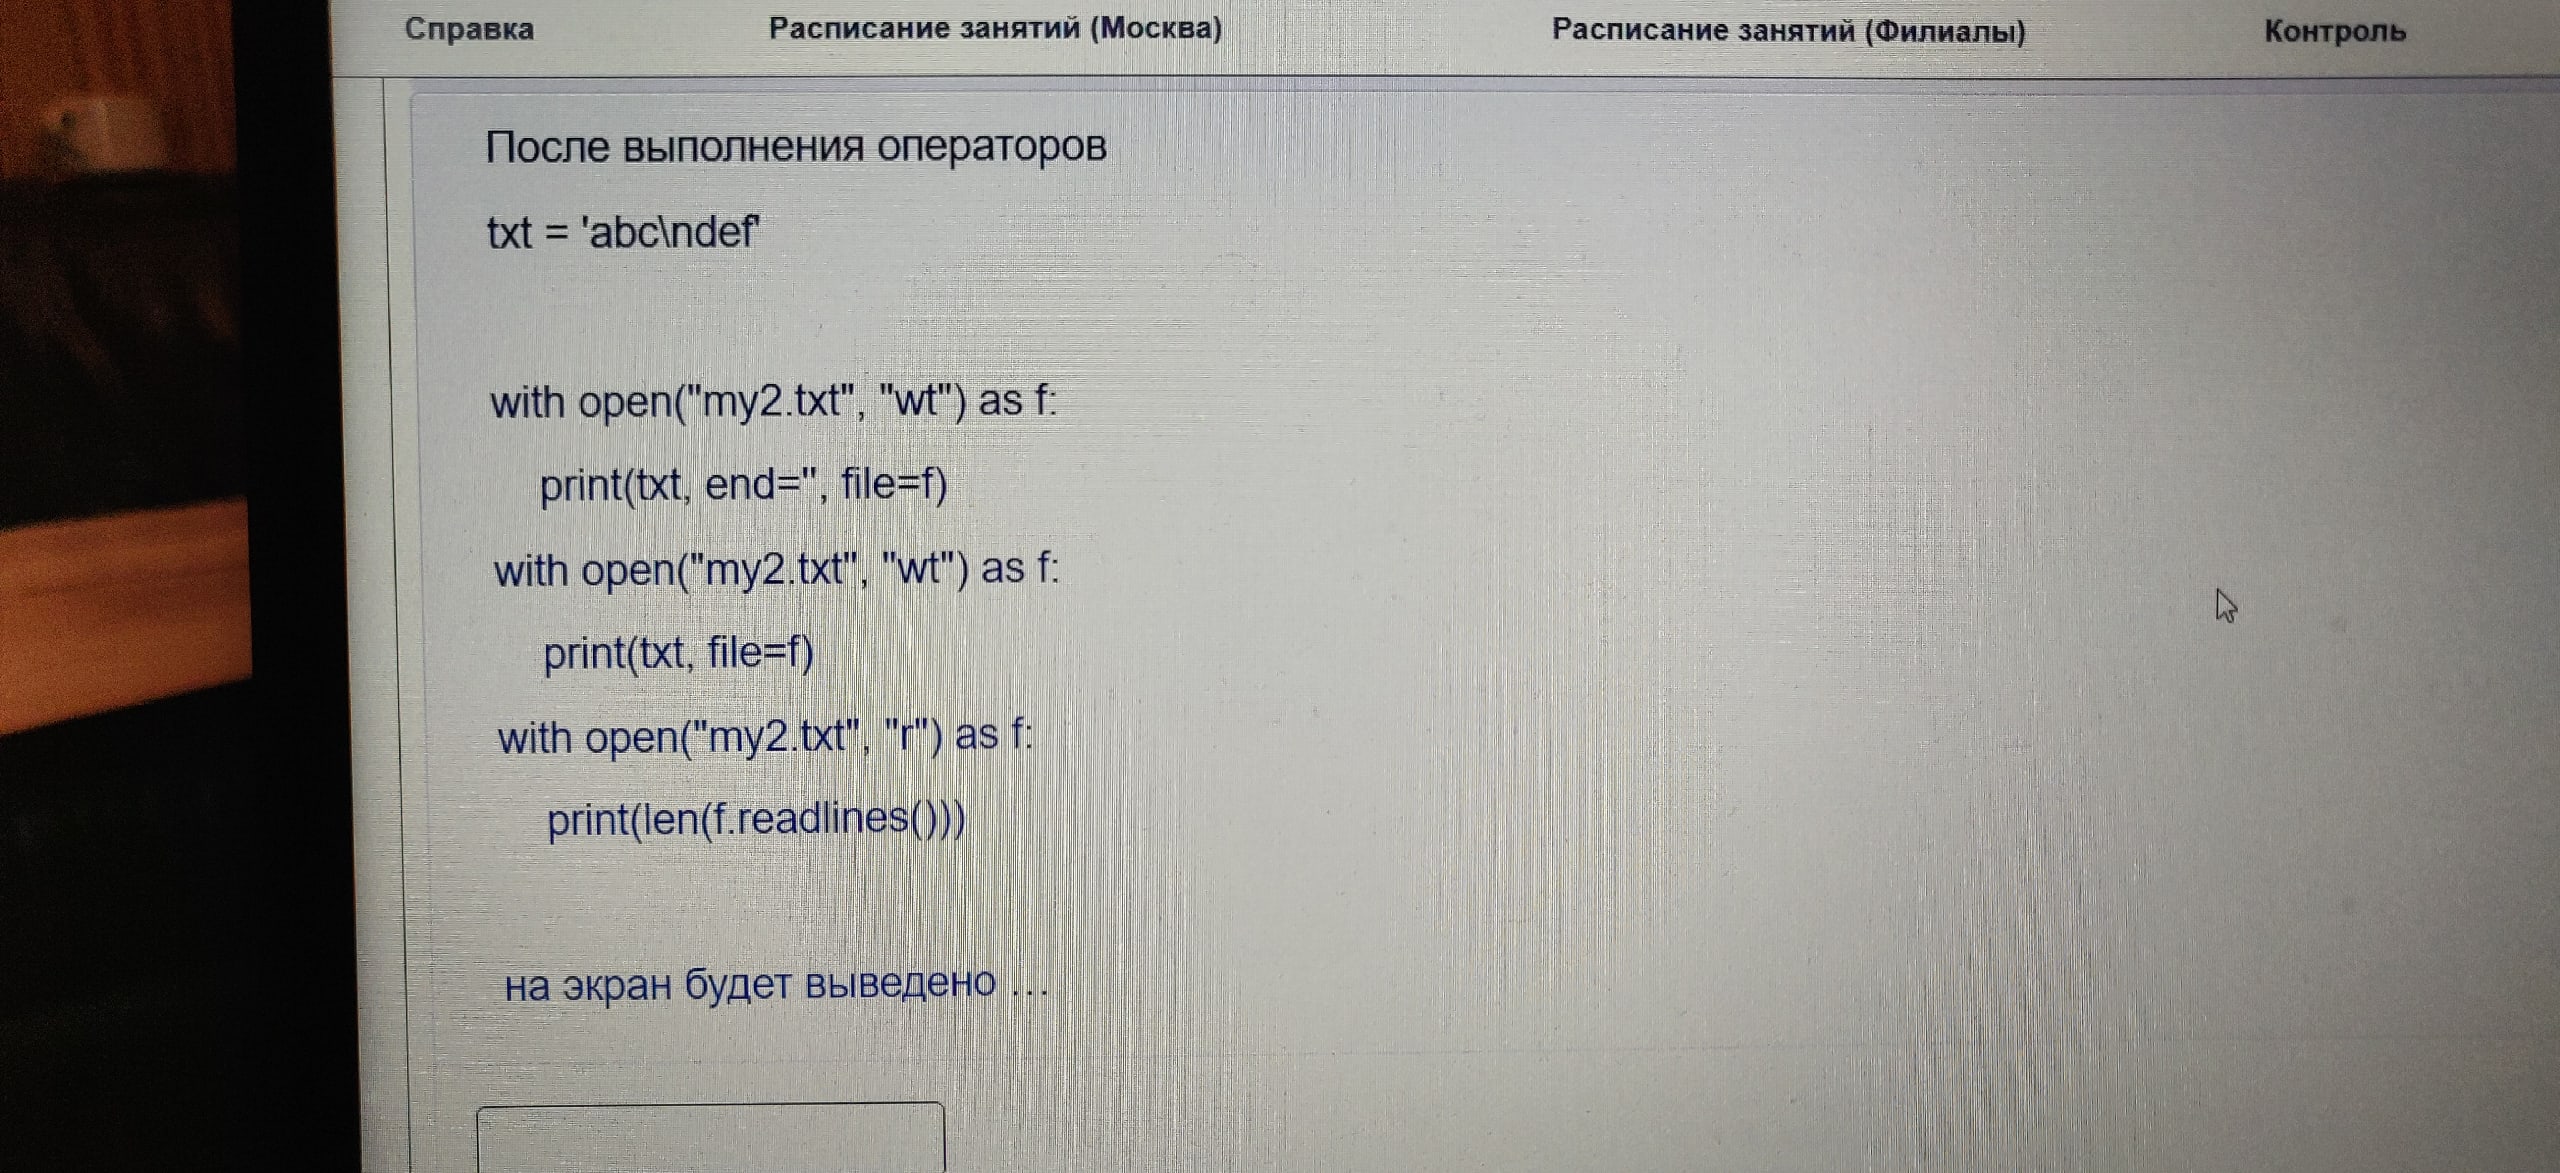 Справка Расписание занятий (Москва) Расписание занятий (Филиалы) Контроль
После выполнения операторов
txt = 'abc\ndef'
with open("my2.txt", "wt") as f:
print(txt, end='', file=f)
with open("my2.txt", "wt") as f:
print(txt, file=f)
with open("my2.txt", "r") as f:
print(len(f.readlines()))
на экран будет выведено ...